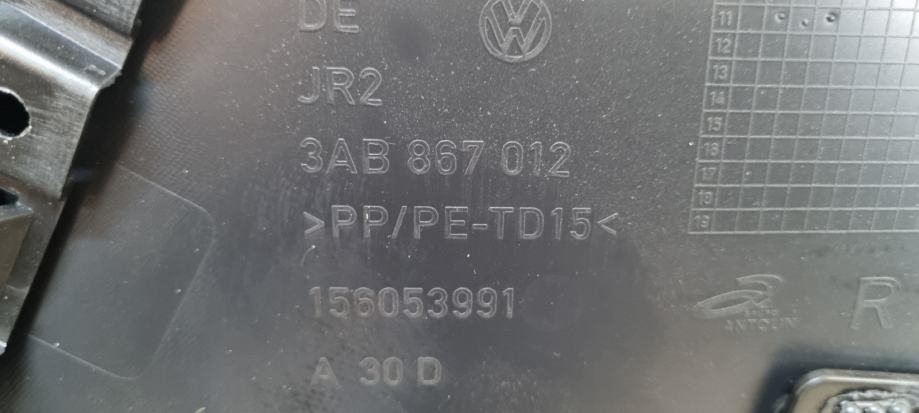 DE
JR2
3AB 867 012
>PP/PE-TD15<
156053991
A 30 D
11
12
13
14
15
16
17
18
19
ANTOLIN
R